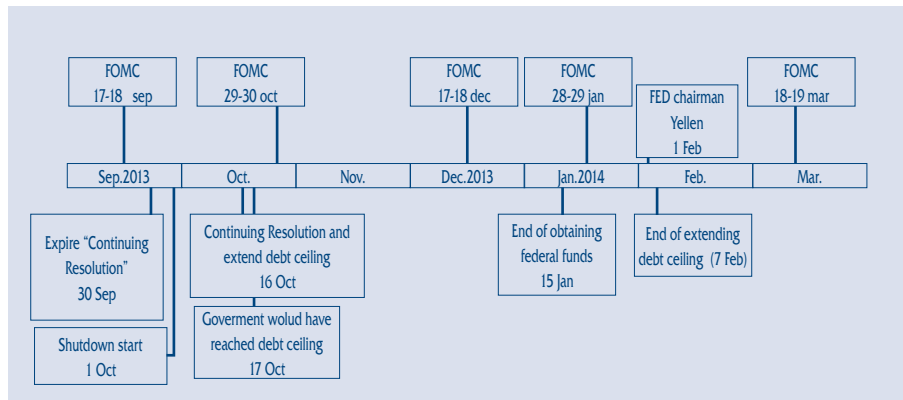 FOMC
17-18 sep
FOMC
29-30 oct
FOMC
17-18 dec
FOMC
28-29 jan
FED chairman
Yellen
1 Feb
FOMC
18-19 mar
Sep.2013
Oct.
Nov.
Dec.2013
Jan.2014
Feb.
Mar.
Expire “Continuing
Resolution”
30 Sep
Shutdown start
1 Oct
Continuing Resolution and
extend debt ceiling
16 Oct
Goverment wolud have
reached debt ceiling
17 Oct
End of obtaining
federal funds
15 Jan
End of extending
debt ceiling (7 Feb)